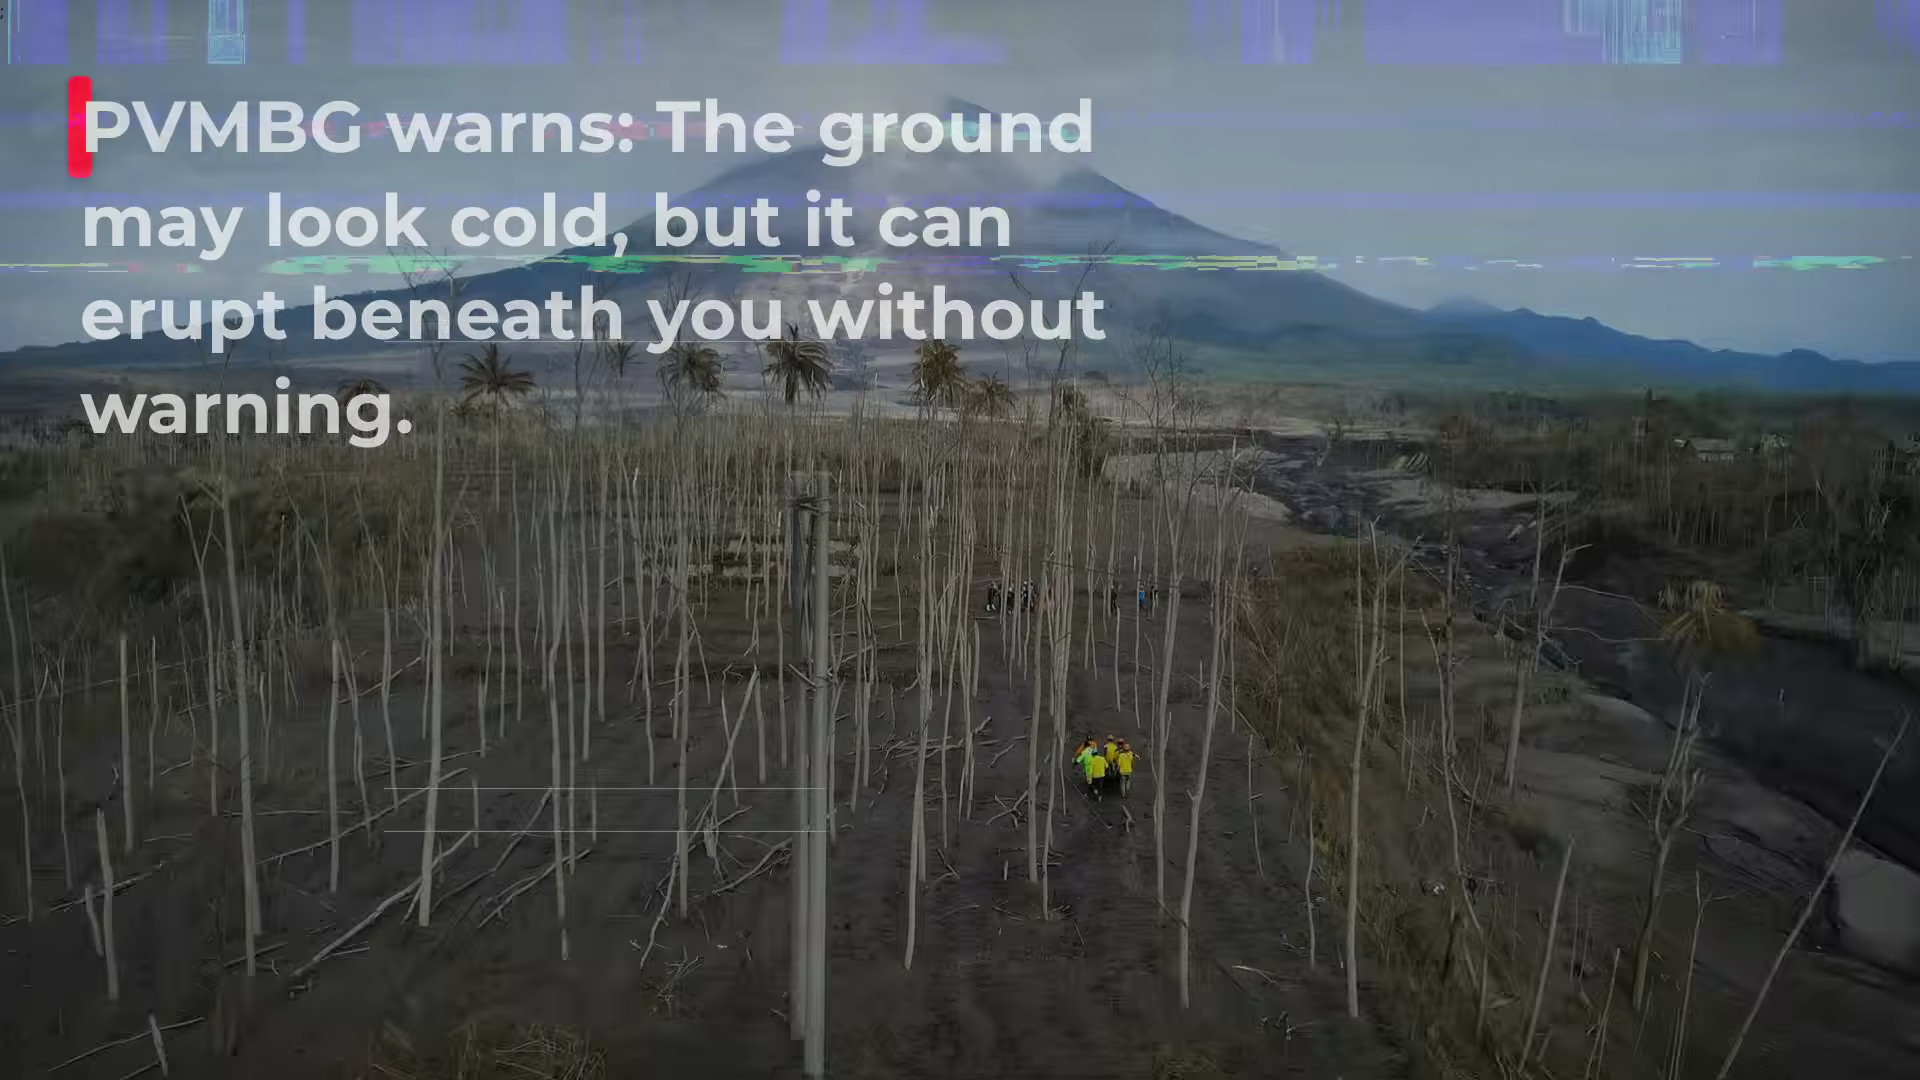 PVMBG warns: The ground
may look cold, but it can
erupt beneath you without
warning.